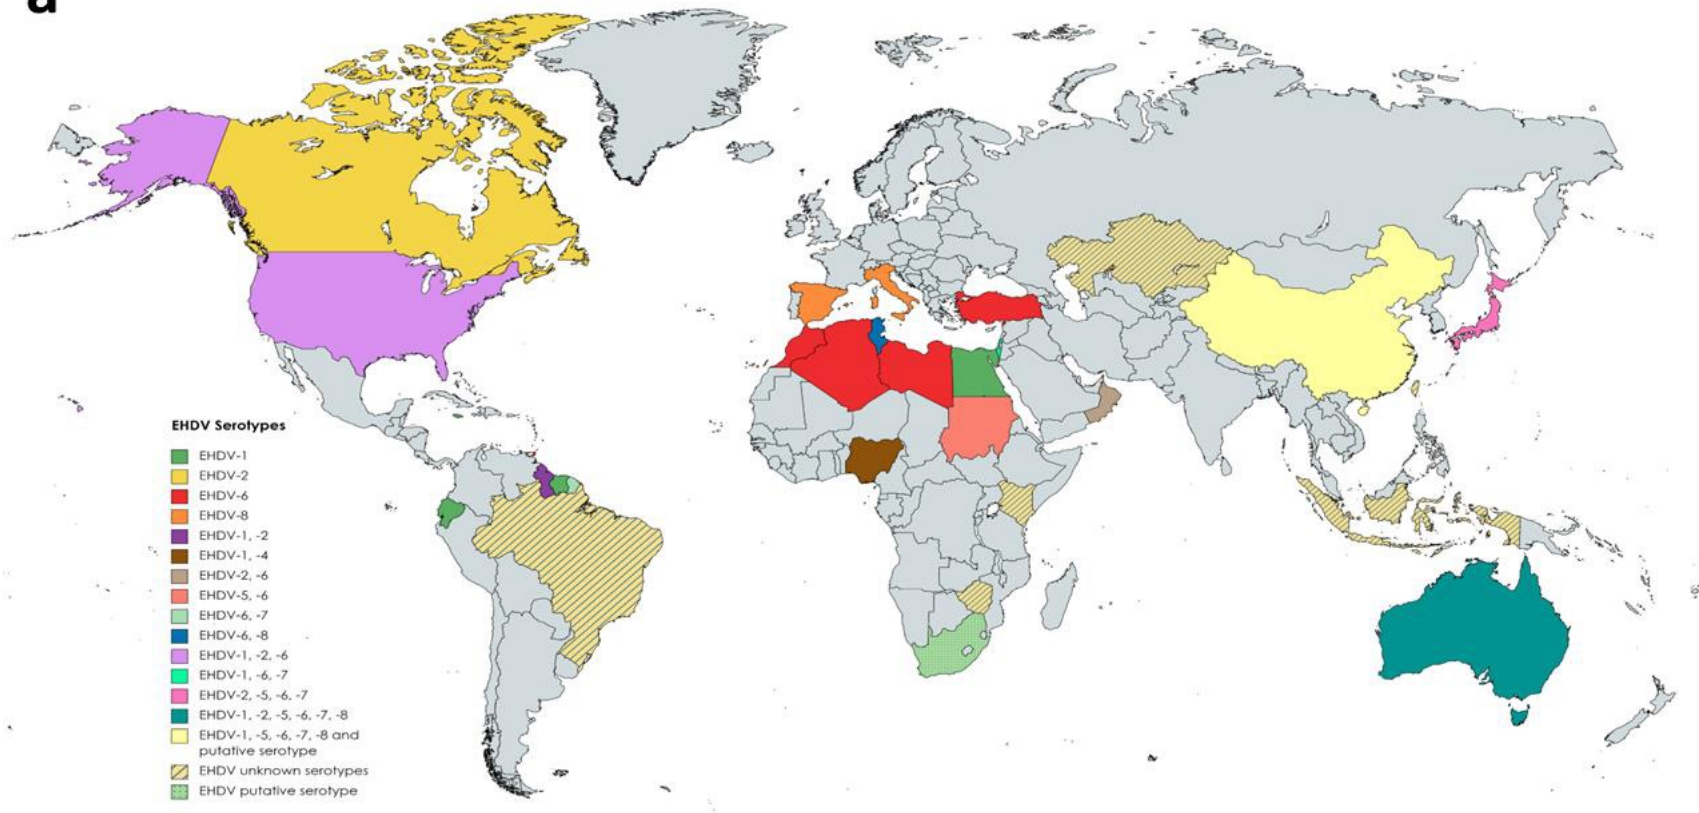 a
EHDV Serotypes
EHDV-1
EHDV-2
EHDV-6
EHDV-8
EHDV-1, -2
EHDV-1, -4
EHDV-2, -6
EHDV-5, -6
EHDV-6, -7
EHDV-6, -8
EHDV-1, -2, -6
EHDV-1, -6, -7
EHDV-2, -5, -6, -7
EHDV-1, -2, -5, -6, -7, -8
EHDV-1, -5, -6, -7, -8 and
putative serotype
EHDV unknown serotypes
EHDV putative serotype